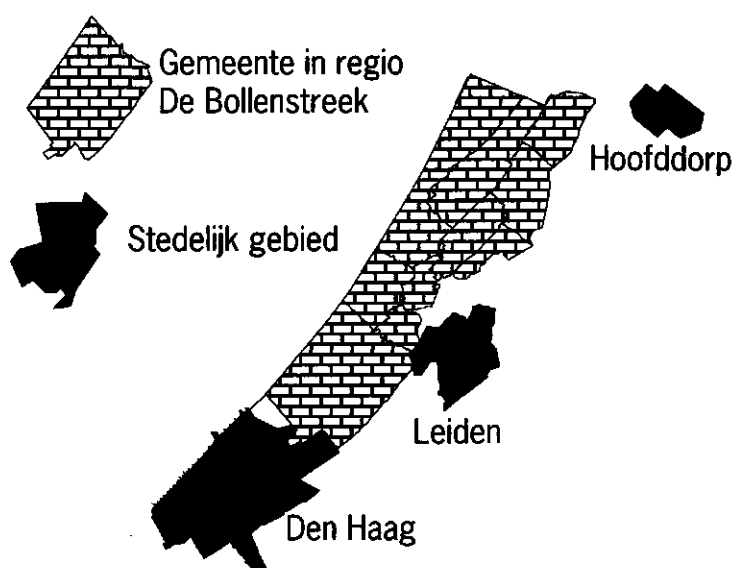 Gemeente in regio
De Bollenstreek
Hoofddorp
Stedelijk gebied
Leiden
Den Haag